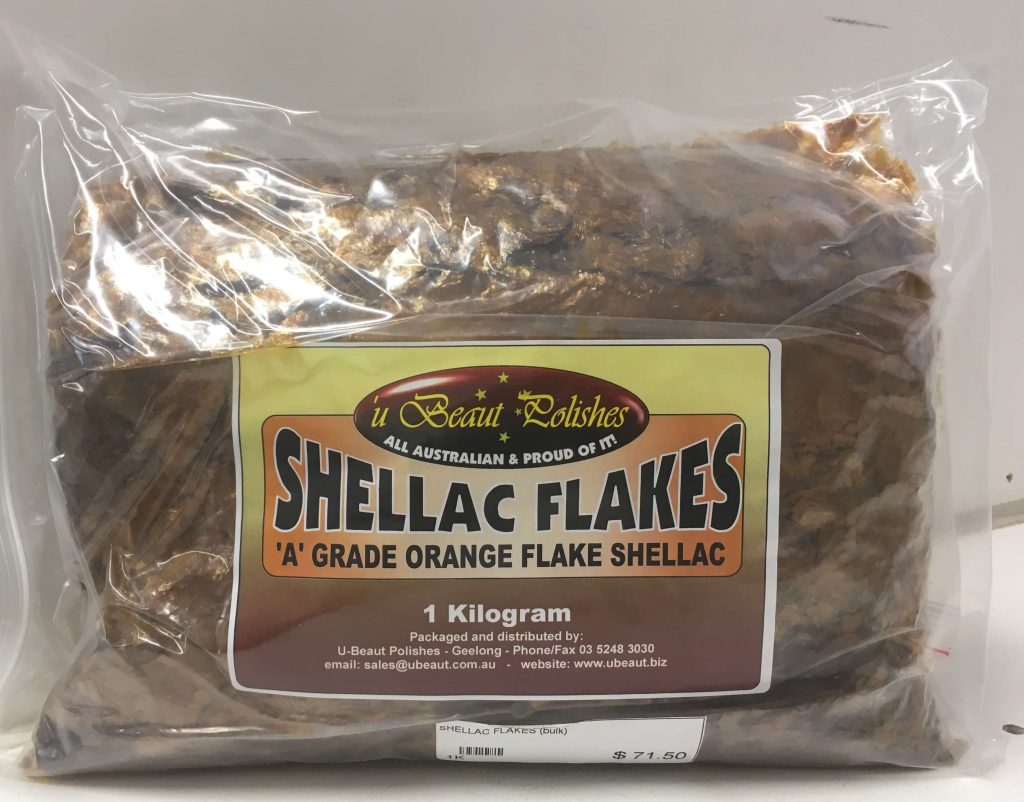 'u Beaut Polishes
ALL AUSTRALIAN & PROUD OF IT!
SHELLAC FLAKES
'A' GRADE ORANGE FLAKE SHELLAC
1 Kilogram
Packaged and distributed by:
U-Beaut Polishes - Geelong - Phone/Fax 03 5248 3030
email: sales@ubeaut.com.au - website: www.ubeaut.biz
SHELLAC FLAKES (bulk)
1K $ 71.50